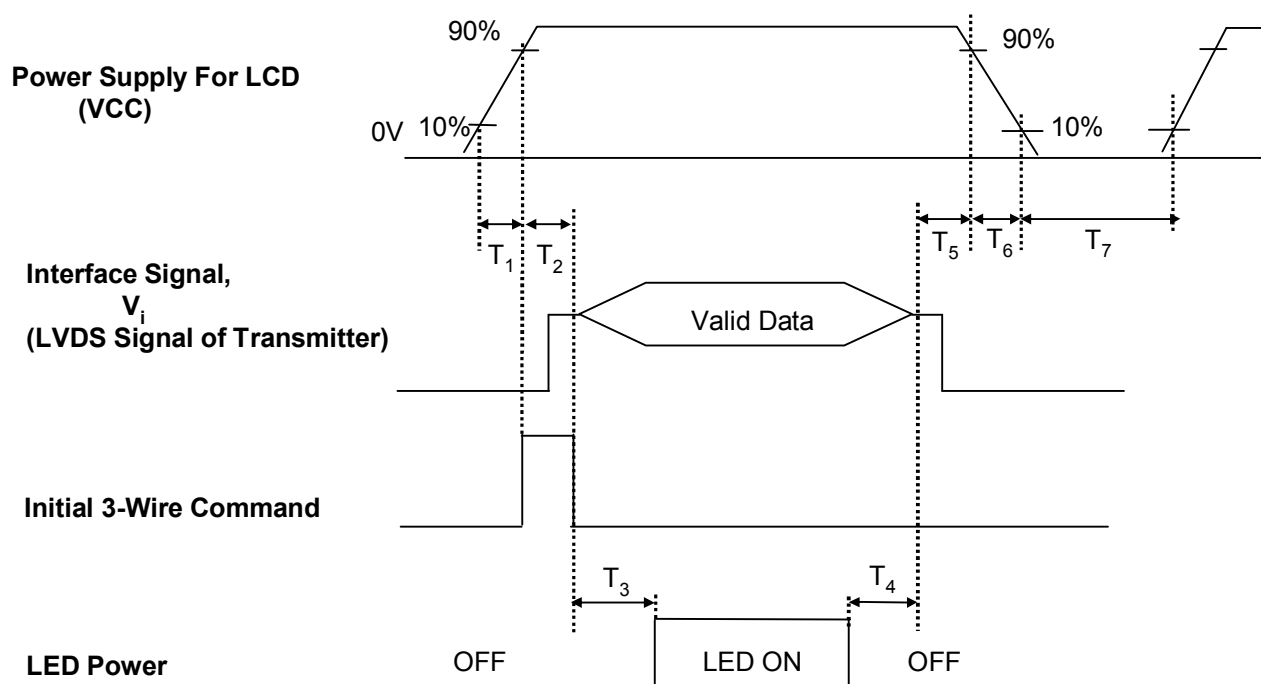 90%
90%
Power Supply For LCD
(VCC)
0V
10%
10%
T1
T2
T5
T6
T7
Interface Signal,
Vi
(LVDS Signal of Transmitter)
Valid Data
Initial 3-Wire Command
T3
T4
LED Power
OFF
LED ON
OFF